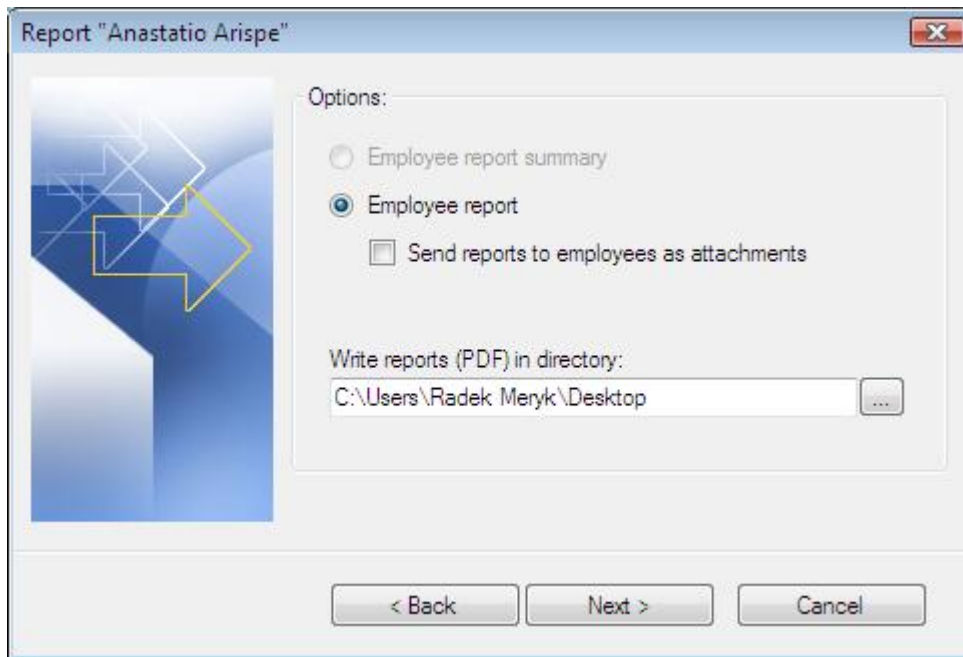 Report "Anastatio Arispe"
Options:
Employee report summary
Employee report
Send reports to employees as attachments
Write reports (PDF) in directory:
C:\Users\Radek Meryk\Desktop
...
< Back
Next >
Cancel